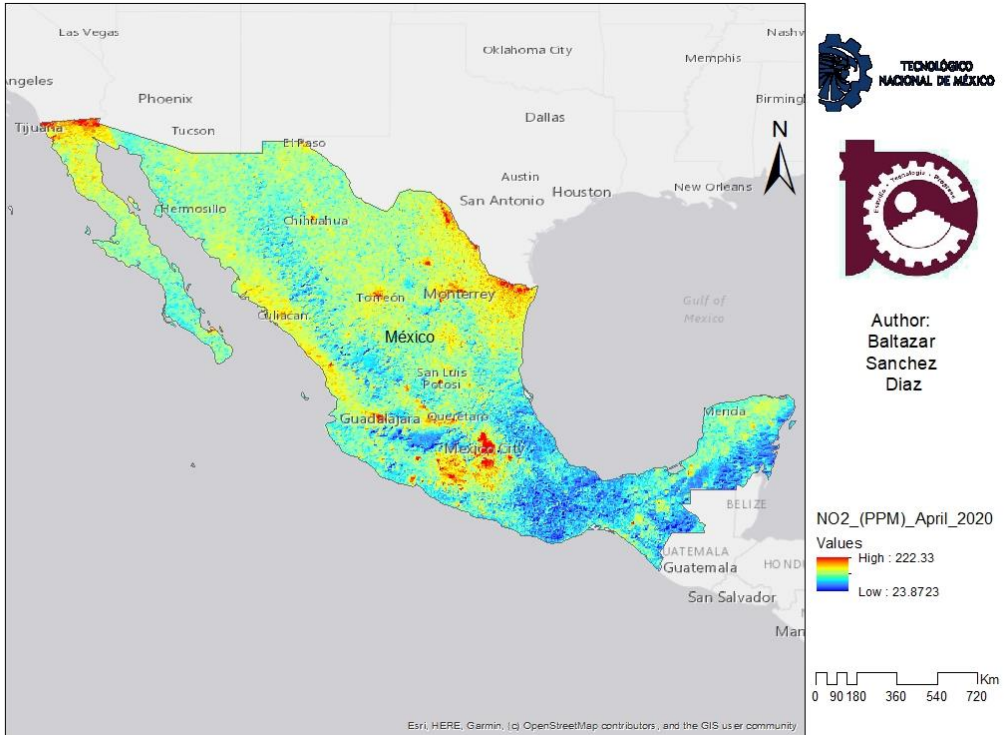 Las Vegas
Oklahoma City
Nashv
Memphis
Angeles
Phoenix
Birming
Tijuana
Tucson
Dallas
El Paso
Austin
San Antonio
Houston
New Orleans
Hermosillo
Chihuahua
Torreón
Monterrey
Gulf of
Mexico
Culiacan
México
San Luis
Potosi
Guadalajara
Queretaro
Merida
Mexico City
BELIZE
GUATEMALA
Guatemala
HONDU
San Salvador
Man
Esri, HERE, Garmin, (c) OpenStreetMap contributors, and the GIS user community
TECNOLÓGICO
NACIONAL DE MÉXICO
N
Author:
Baltazar
Sanchez
Diaz
NO2_(PPM)_April_2020
Values
High : 222.33
Low : 23.8723
Km
0 90 180 360 540 720